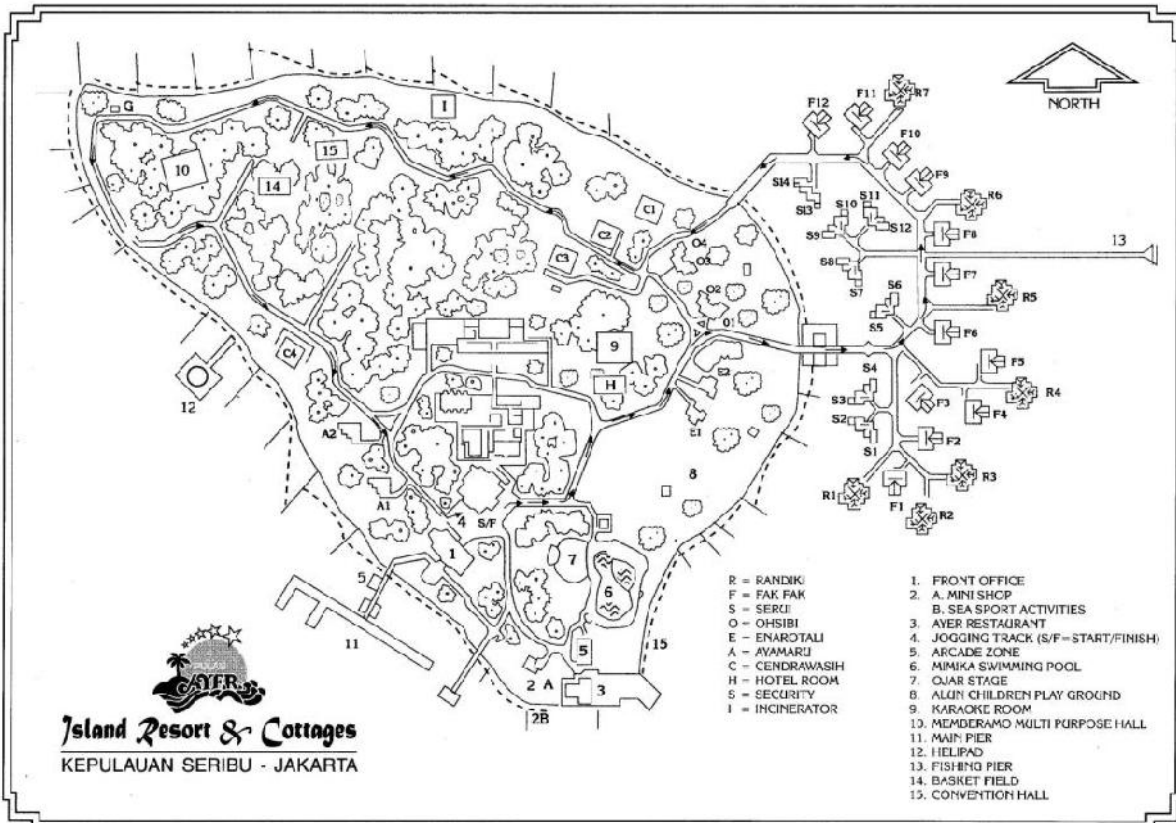 NORTH
G
I
10
15
14
C1
C2
C3
C4
12
O4
O3
O2
O1
9
H
E2
E1
A2
A1
4
S/F
1
5
11
7
6
5
8
15
2 A
3
2B
F12
F11
R7
F10
F9
S14
S13
S11
S10
S12
S9
R6
F8
13
S8
S7
F7
S6
S5
R5
F6
S4
F5
S3
F3
R4
S2
F4
S1
F2
R1
F1
R3
R2
R = RANDIKI
F = FAK FAK
S = SERUI
O = OHSIBI
E = ENAROTALI
A = AYAMARU
C = CENDRAWASIH
H = HOTEL ROOM
S = SECURITY
I = INCINERATOR
1. FRONT OFFICE
2. A. MINI SHOP
B. SEA SPORT ACTIVITIES
3. AYER RESTAURANT
4. JOGGING TRACK (S/F=START/FINISH)
5. ARCADE ZONE
6. MIMIKA SWIMMING POOL
7. OJAR STAGE
8. ALUN CHILDREN PLAY GROUND
9. KARAOKE ROOM
10. MEMBERAMO MULTI PURPOSE HALL
11. MAIN PIER
12. HELIPAD
13. FISHING PIER
14. BASKET FIELD
15. CONVENTION HALL
PULAU
AYER
Island Resort & Cottages
KEPULAUAN SERIBU - JAKARTA